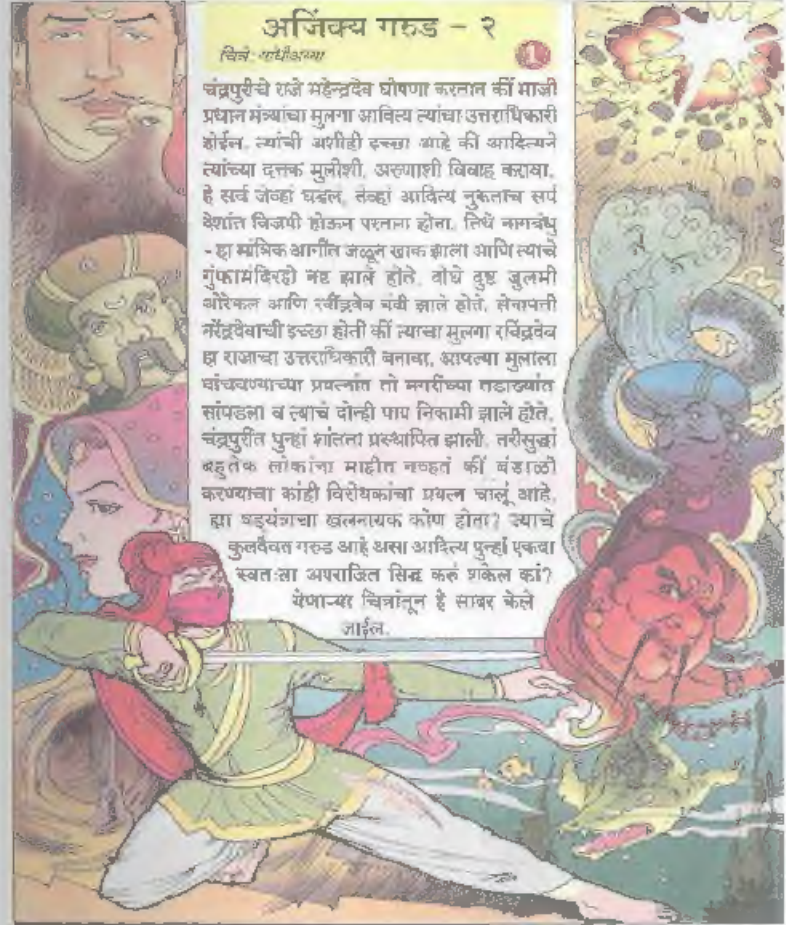 अजिंक्य गरुड - २
चित्रे-गांधीअय्या
१
चंद्रपुरीचे राजे महेन्द्रदेव घोषणा करतात कीं माजी
प्रधान मंत्र्यांचा मुलगा आदित्य त्यांचा उत्तराधिकारी
होईल. त्यांची अशीही इच्छा आहे की आदित्यने
त्यांच्या दत्तक मुलीशी, अरुणाशी विवाह करावा.
हे सर्व जेव्हां घडलं, तेव्हां आदित्य नुकताच सर्प
देशांत विजयी होऊन परतला होता. तिथे नागबंधु
- हा मांत्रिक आगीत जळून खाक झाला आणि त्याचे
गुंफामंदिरही नष्ट झाले होते. दोघे दुष्ट जुलमी
ओरेकल आणि रवींद्रदेव बंदी झाले होते. सेनापती
नरेंद्रदेवाची इच्छा होती कीं त्याचा मुलगा रविंद्रदेव
हा राजाचा उत्तराधिकारी बनावा. आपल्या मुलाला
वांचवण्याच्या प्रयत्नांत तो मगरीच्या तडाख्यांत
सांपडला व त्याचे दोन्ही पाय निकामी झाले होते.
चंद्रपुरीत पुन्हां शांतता प्रस्थापित झाली. तरीसुद्धां
बहुतेक लोकांना माहीत नव्हतं कीं बंडाळी
करण्याचा कांही विरोधकांचा प्रयत्न चालूं आहे.
ह्या षड्यंत्राचा खलनायक कोण होता? ज्याचे
कुलदैवत गरुड आहे असा आदित्य पुन्हां एकदा
स्वतःला अपराजित सिद्ध करुं शकेल कां?
येणाऱ्या चित्रांतून हे सादर केले
जाईल.